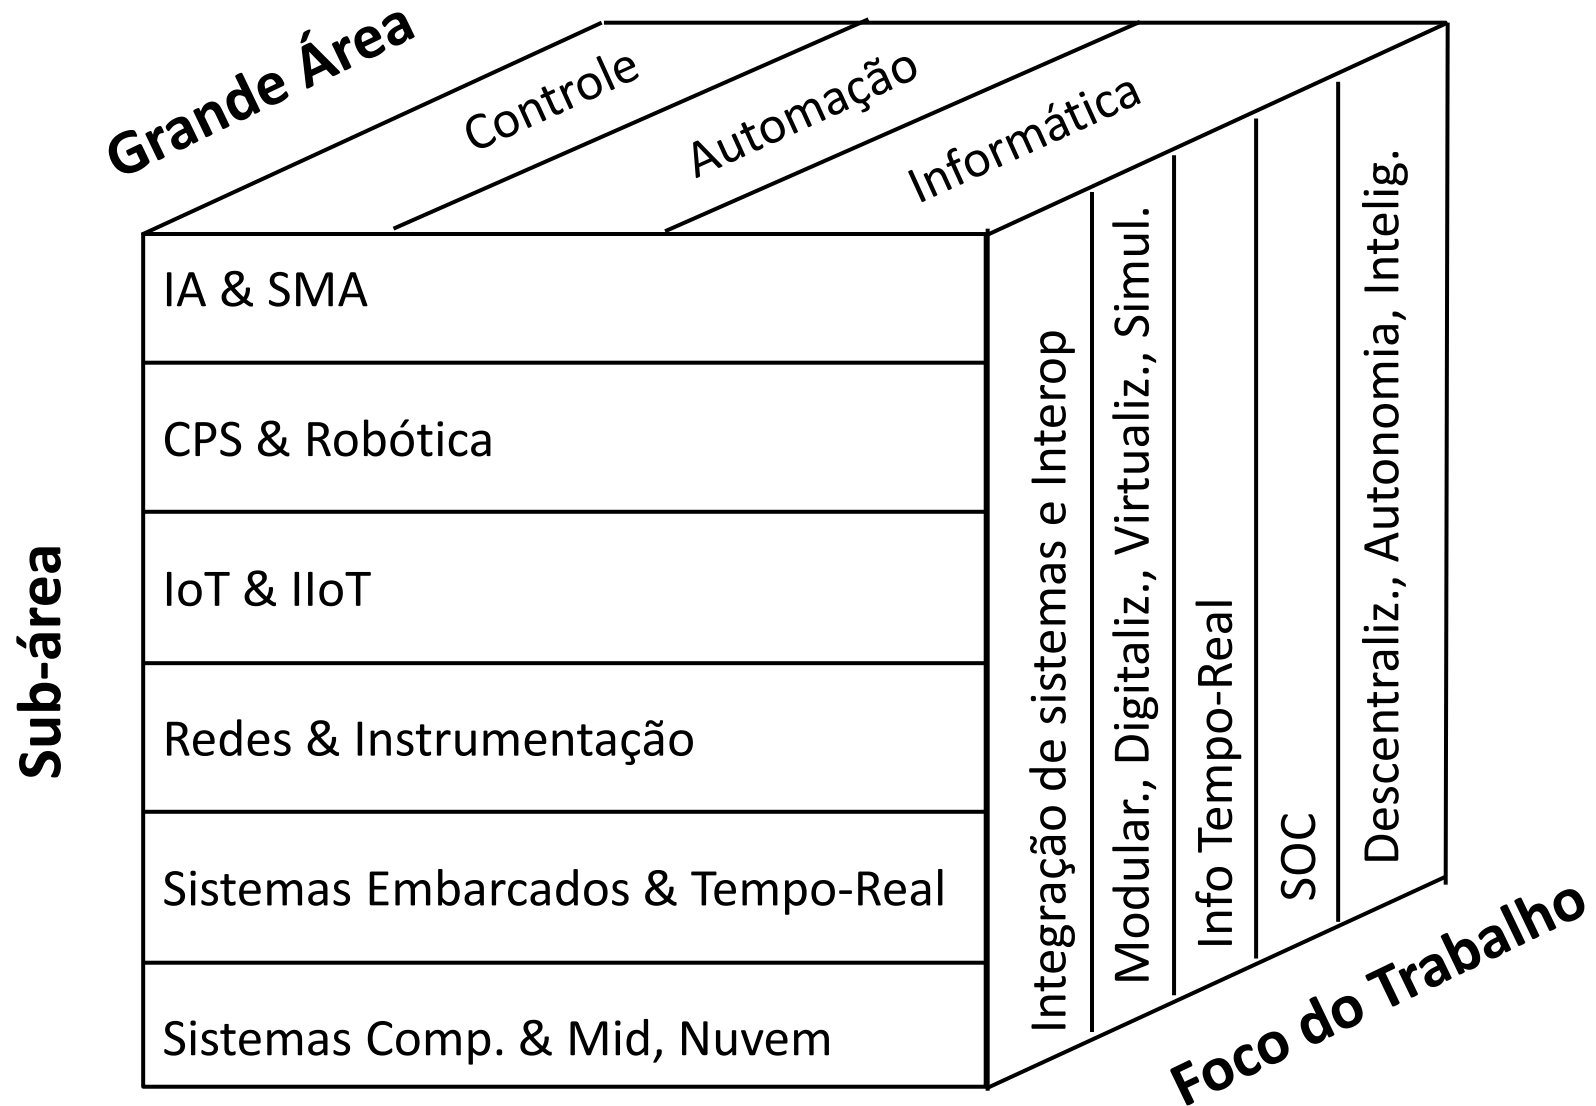 Grande Área
Controle
Automação
Informática
Sub-área
IA & SMA
CPS & Robótica
IoT & IIoT
Redes & Instrumentação
Sistemas Embarcados & Tempo-Real
Sistemas Comp. & Mid, Nuvem
Integração de sistemas e Interop
Modular., Digitaliz., Virtualiz., Simul.
Info Tempo-Real
SOC
Descentraliz., Autonomia, Intelig.
Foco do Trabalho